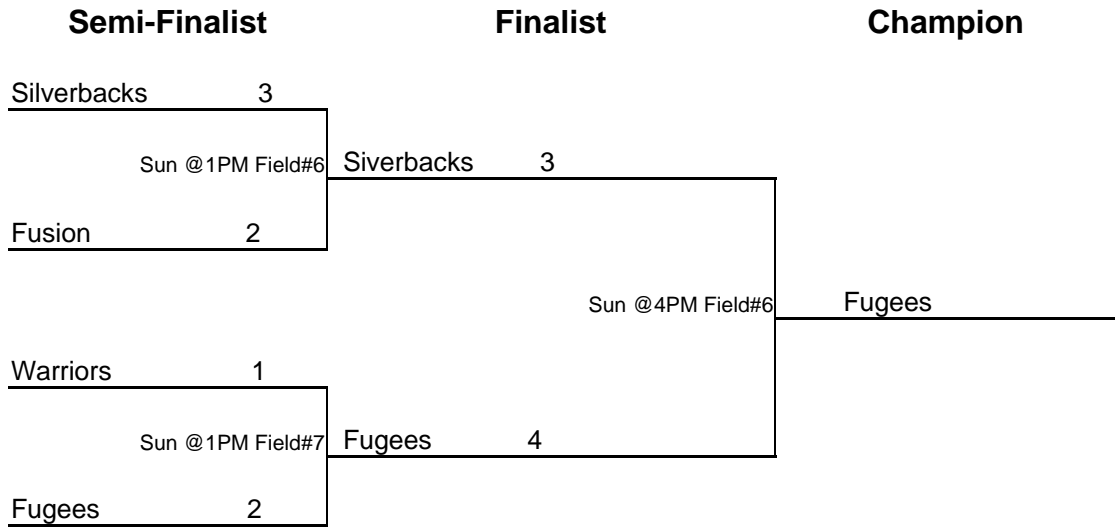 Semi-Finalist Finalist Champion
Silverbacks 3
Sun @1PM Field#6 Siverbacks 3
Fusion 2
Sun @4PM Field#6 Fugees
Warriors 1
Sun @1PM Field#7 Fugees 4
Fugees 2